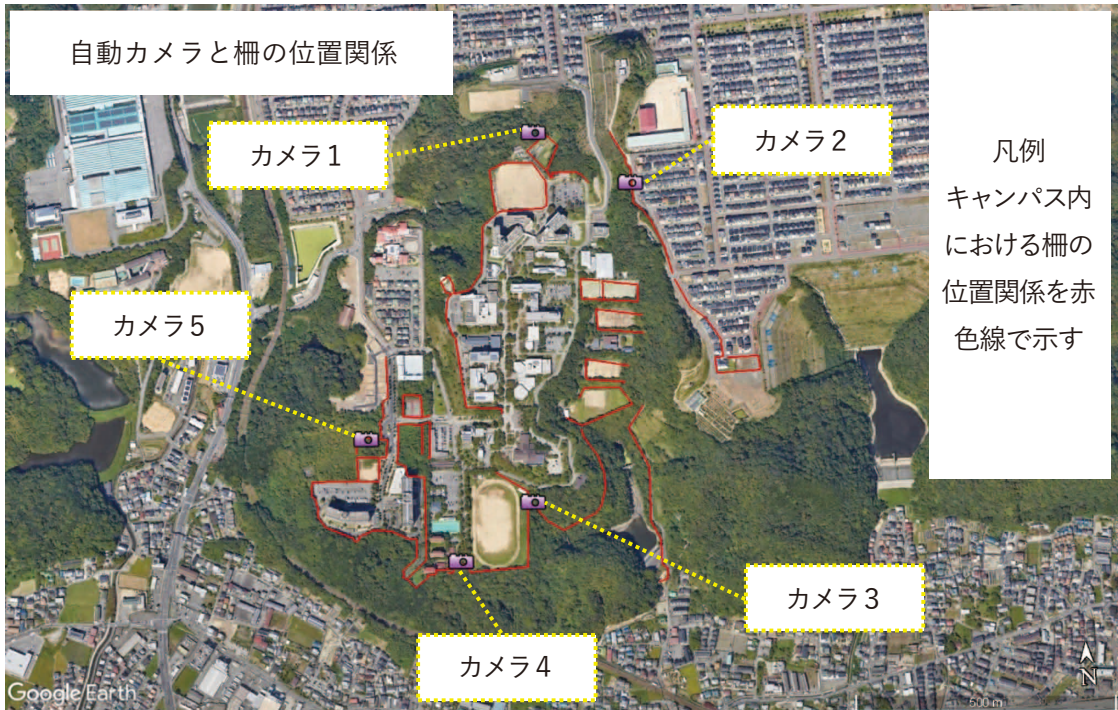 自動カメラと柵の位置関係
カメラ1
カメラ2
凡例
キャンパス内
における柵の
位置関係を赤
色線で示す
カメラ5
カメラ3
カメラ4
Google Earth
N
500 m